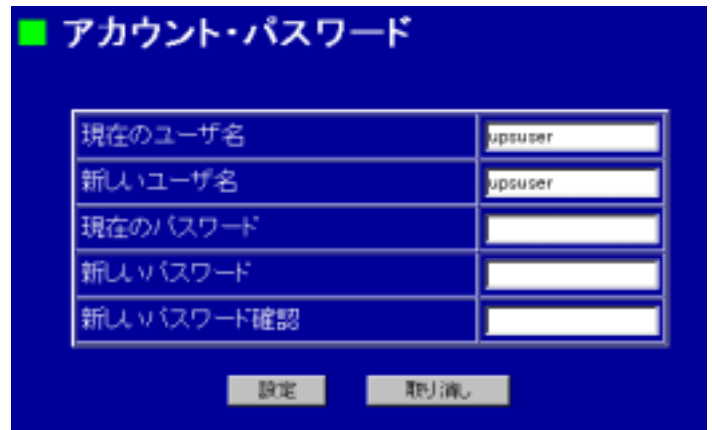 アカウント・パスワード
現在のユーザ名 upsuser
新しいユーザ名 upsuser
現在のパスワード
新しいパスワード
新しいパスワード確認
設定 取り消し